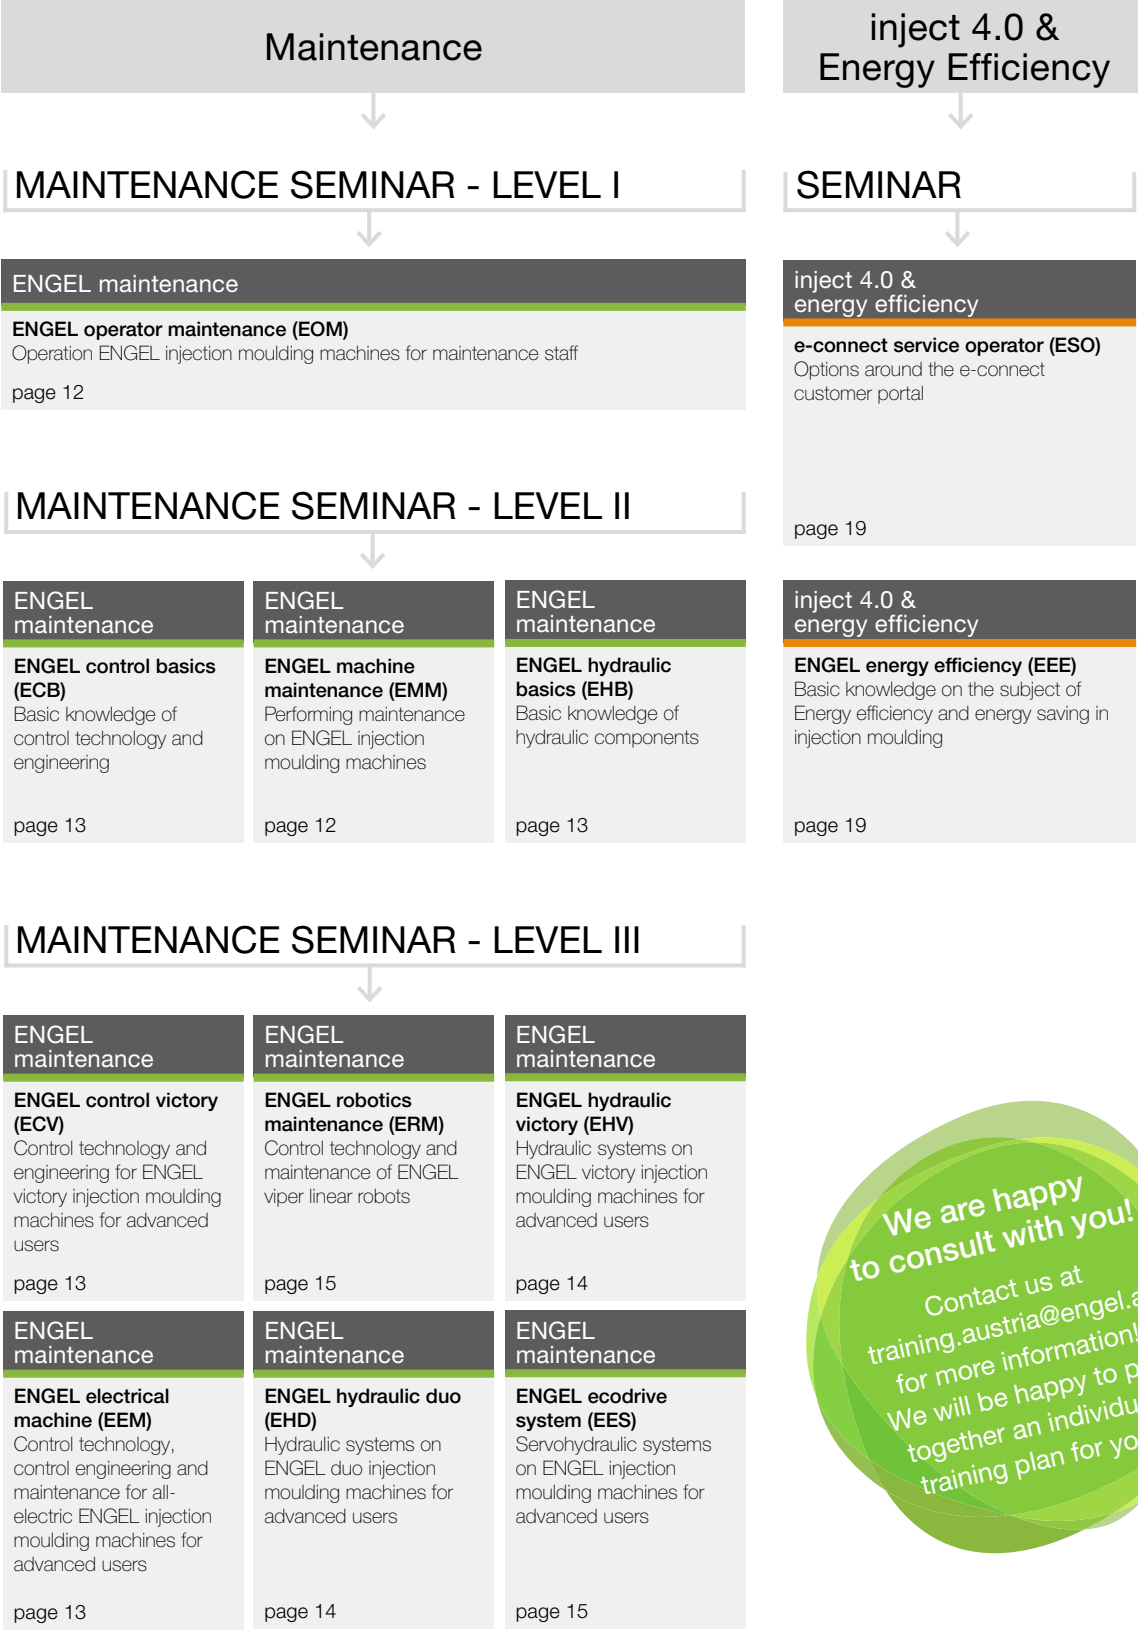 Maintenance
inject 4.0 &
Energy Efficiency
MAINTENANCE SEMINAR - LEVEL I
ENGEL maintenance
ENGEL operator maintenance (EOM)
Operation ENGEL injection moulding machines for maintenance staff
page 12
SEMINAR
inject 4.0 &
energy efficiency
e-connect service operator (ESO)
Options around the e-connect
customer portal
page 19
MAINTENANCE SEMINAR - LEVEL II
ENGEL
maintenance
ENGEL control basics
(ECB)
Basic knowledge of
control technology and
engineering
page 13
ENGEL
maintenance
ENGEL machine
maintenance (EMM)
Performing maintenance
on ENGEL injection
moulding machines
page 12
ENGEL
maintenance
ENGEL hydraulic
basics (EHB)
Basic knowledge of
hydraulic components
page 13
inject 4.0 &
energy efficiency
ENGEL energy efficiency (EEE)
Basic knowledge on the subject of
Energy efficiency and energy saving in
injection moulding
page 19
MAINTENANCE SEMINAR - LEVEL III
ENGEL
maintenance
ENGEL control victory
(ECV)
Control technology and
engineering for ENGEL
victory injection moulding
machines for advanced
users
page 13
ENGEL
maintenance
ENGEL robotics
maintenance (ERM)
Control technology and
maintenance of ENGEL
viper linear robots
page 15
ENGEL
maintenance
ENGEL hydraulic
victory (EHV)
Hydraulic systems on
ENGEL victory injection
moulding machines for
advanced users
page 14
ENGEL
maintenance
ENGEL electrical
machine (EEM)
Control technology,
control engineering and
maintenance for all-
electric ENGEL injection
moulding machines for
advanced users
page 13
ENGEL
maintenance
ENGEL hydraulic duo
(EHD)
Hydraulic systems on
ENGEL duo injection
moulding machines for
advanced users
page 14
ENGEL
maintenance
ENGEL ecodrive
system (EES)
Servohydraulic systems
on ENGEL injection
moulding machines for
advanced users
page 15
We are happy
to consult with you!
Contact us at
training.austria@engel.a
for more information!
We will be happy to p
together an individu
training plan for yo